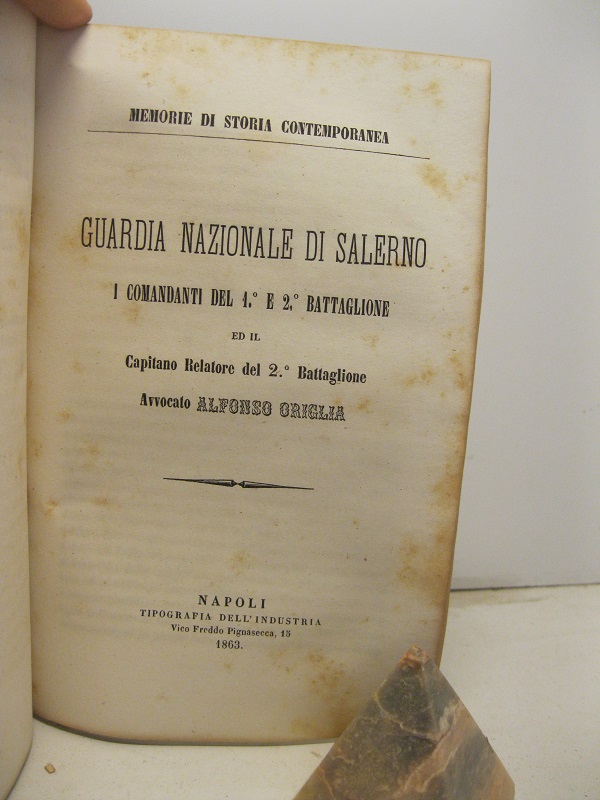 MEMORIE DI STORIA CONTEMPORANEA
GUARDIA NAZIONALE DI SALERNO
I COMANDANTI DEL 1.° E 2.° BATTAGLIONE
ED IL
Capitano Relatore del 2.° Battaglione
Avvocato ALFONSO ORIGLIA
NAPOLI
TIPOGRAFIA DELL'INDUSTRIA
Vico Freddo Pignasecca, 15
1863.